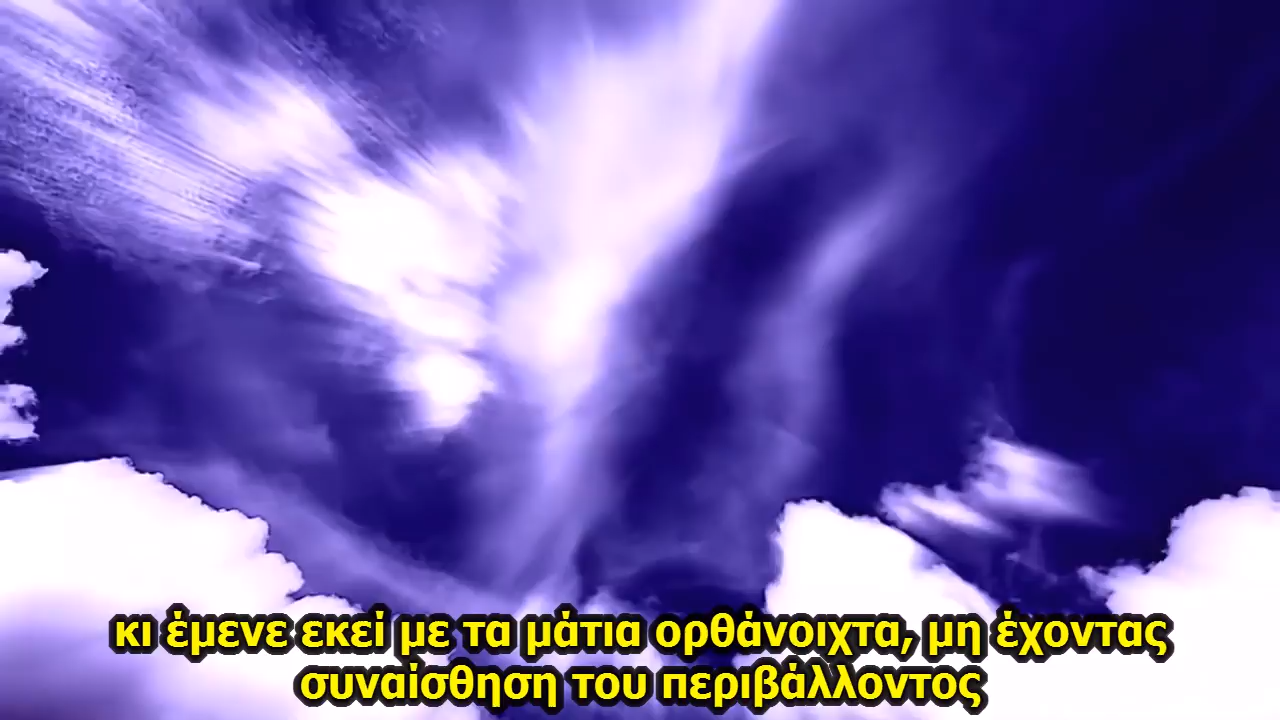 κι έμενε εκεί με τα μάτια ορθάνοιχτα, μη έχοντας
συναίσθηση του περιβάλλοντος